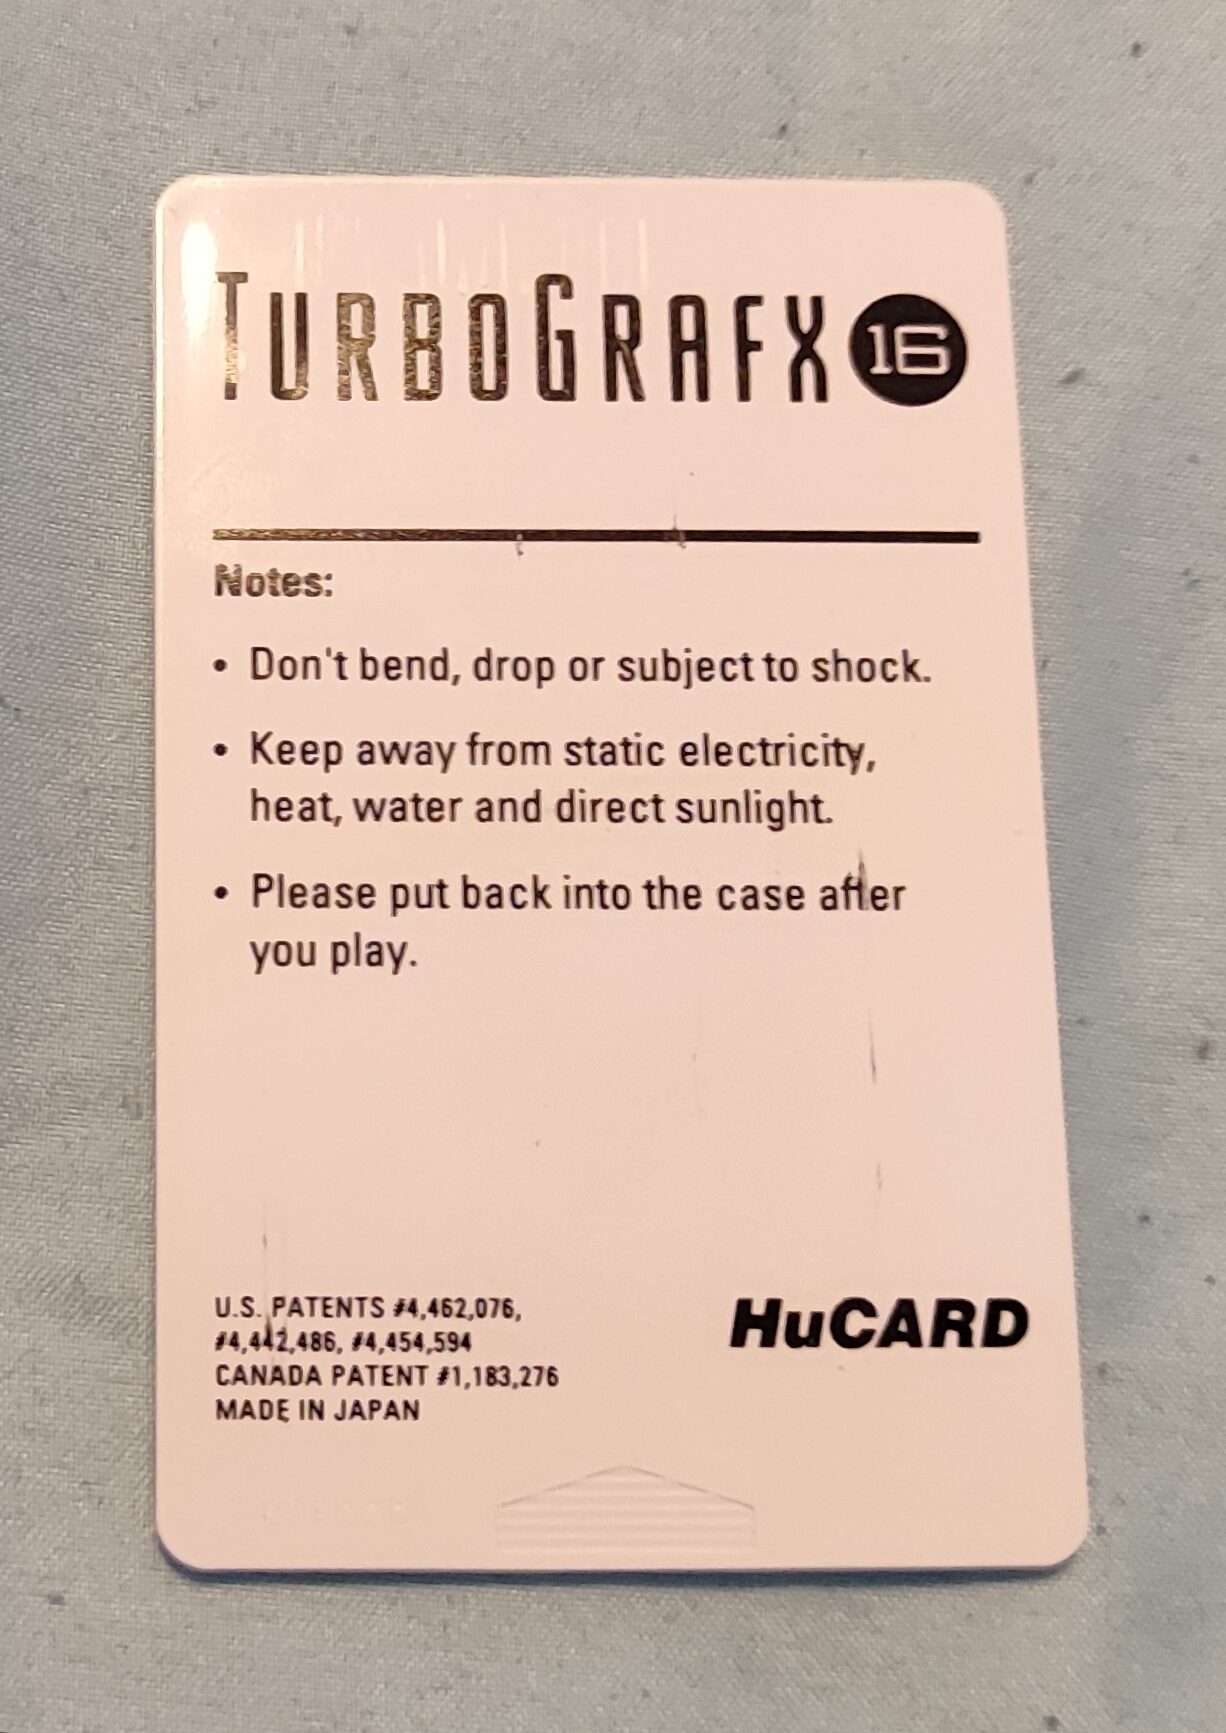 TURBOGRAFX 16
Notes:
• Don't bend, drop or subject to shock.
• Keep away from static electricity,
heat, water and direct sunlight.
• Please put back into the case after
you play.
U.S. PATENTS #4,462,076,
#4,442,486, #4,454,594
CANADA PATENT #1,183,276
MADE IN JAPAN
HuCARD